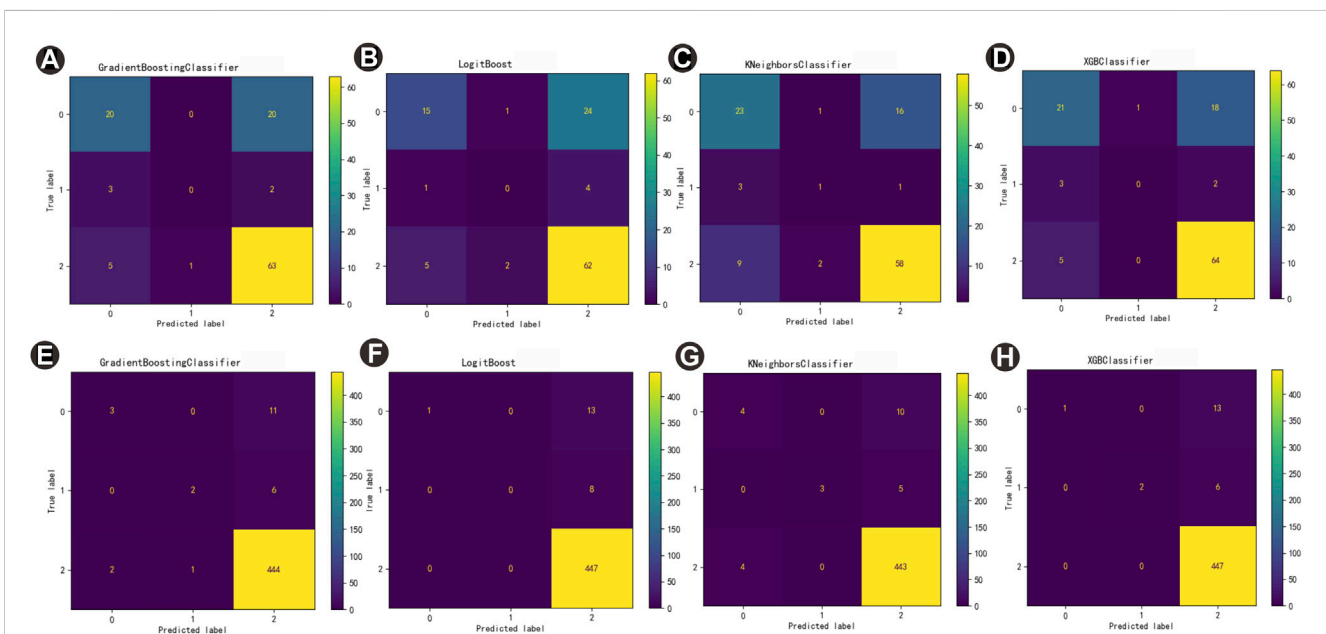 A
GradientBoostingClassifier
True label
0
1
2
20 0 20
3 0 2
5 1 63
0 1 2
Predicted label
60
50
40
30
20
10
0
B
LogitBoost
True label
0
1
2
15 1 24
1 0 4
5 2 62
0 1 2
Predicted label
60
50
40
30
20
10
0
C
KNeighborsClassifier
True label
0
1
2
23 1 16
3 1 1
9 2 58
0 1 2
Predicted label
50
40
30
20
10
D
XGBClassifier
True label
0
1
2
21 1 18
3 0 2
5 0 64
0 1 2
Predicted label
60
50
40
30
20
10
0
E
GradientBoostingClassifier
True label
0
1
2
3 0 11
0 2 6
2 1 444
0 1 2
Predicted label
400
350
300
250
200
150
100
50
0
F
LogitBoost
True label
0
1
2
1 0 13
0 0 8
0 0 447
0 1 2
Predicted label
400
350
300
250
200
150
100
50
0
G
KNeighborsClassifier
True label
0
1
2
4 0 10
0 3 5
4 0 443
0 1 2
Predicted label
400
350
300
250
200
150
100
50
0
H
XGBClassifier
True label
0
1
2
1 0 13
0 2 6
0 0 447
0 1 2
Predicted label
400
350
300
250
200
150
100
50
0